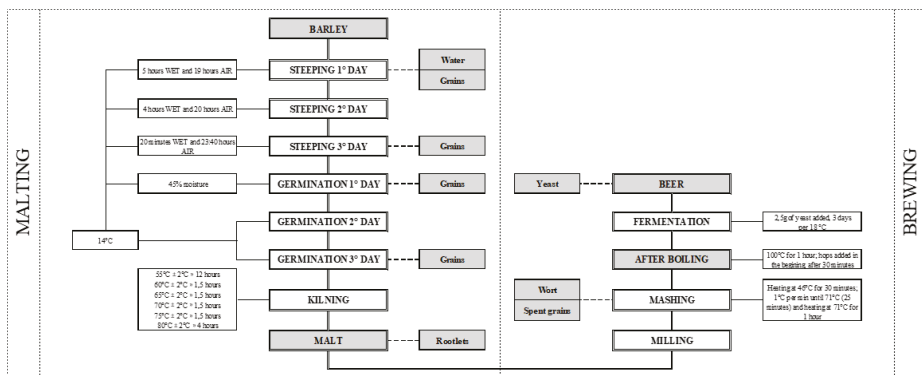 MALTING
BARLEY
5 hours WET and 19 hours AIR
STEEPING 1° DAY
Water
Grains
4 hours WET and 20 hours AIR
STEEPING 2° DAY
20 minutes WET and 23:40 hours
AIR
STEEPING 3° DAY
Grains
45% moisture
GERMINATION 1° DAY
Grains
GERMINATION 2° DAY
14°C
GERMINATION 3° DAY
Grains
55°C ± 2°C × 12 hours
60°C ± 2°C × 1,5 hours
65°C ± 2°C × 1,5 hours
70°C ± 2°C × 1,5 hours
75°C ± 2°C × 1,5 hours
80°C ± 2°C × 4 hours
KILNING
MALT
Rootlets
BREWING
Yeast
BEER
FERMENTATION
2,5g of yeast added, 3 days
per 18°C
AFTER BOILING
100°C for 1 hour; hops added in
the begining; after 30 minutes
Wort
Spent grains
MASHING
Heating at 46°C for 30 minutes;
1°C per min until 71°C (25
minutes) and heating at 71°C for
1 hour
MILLING